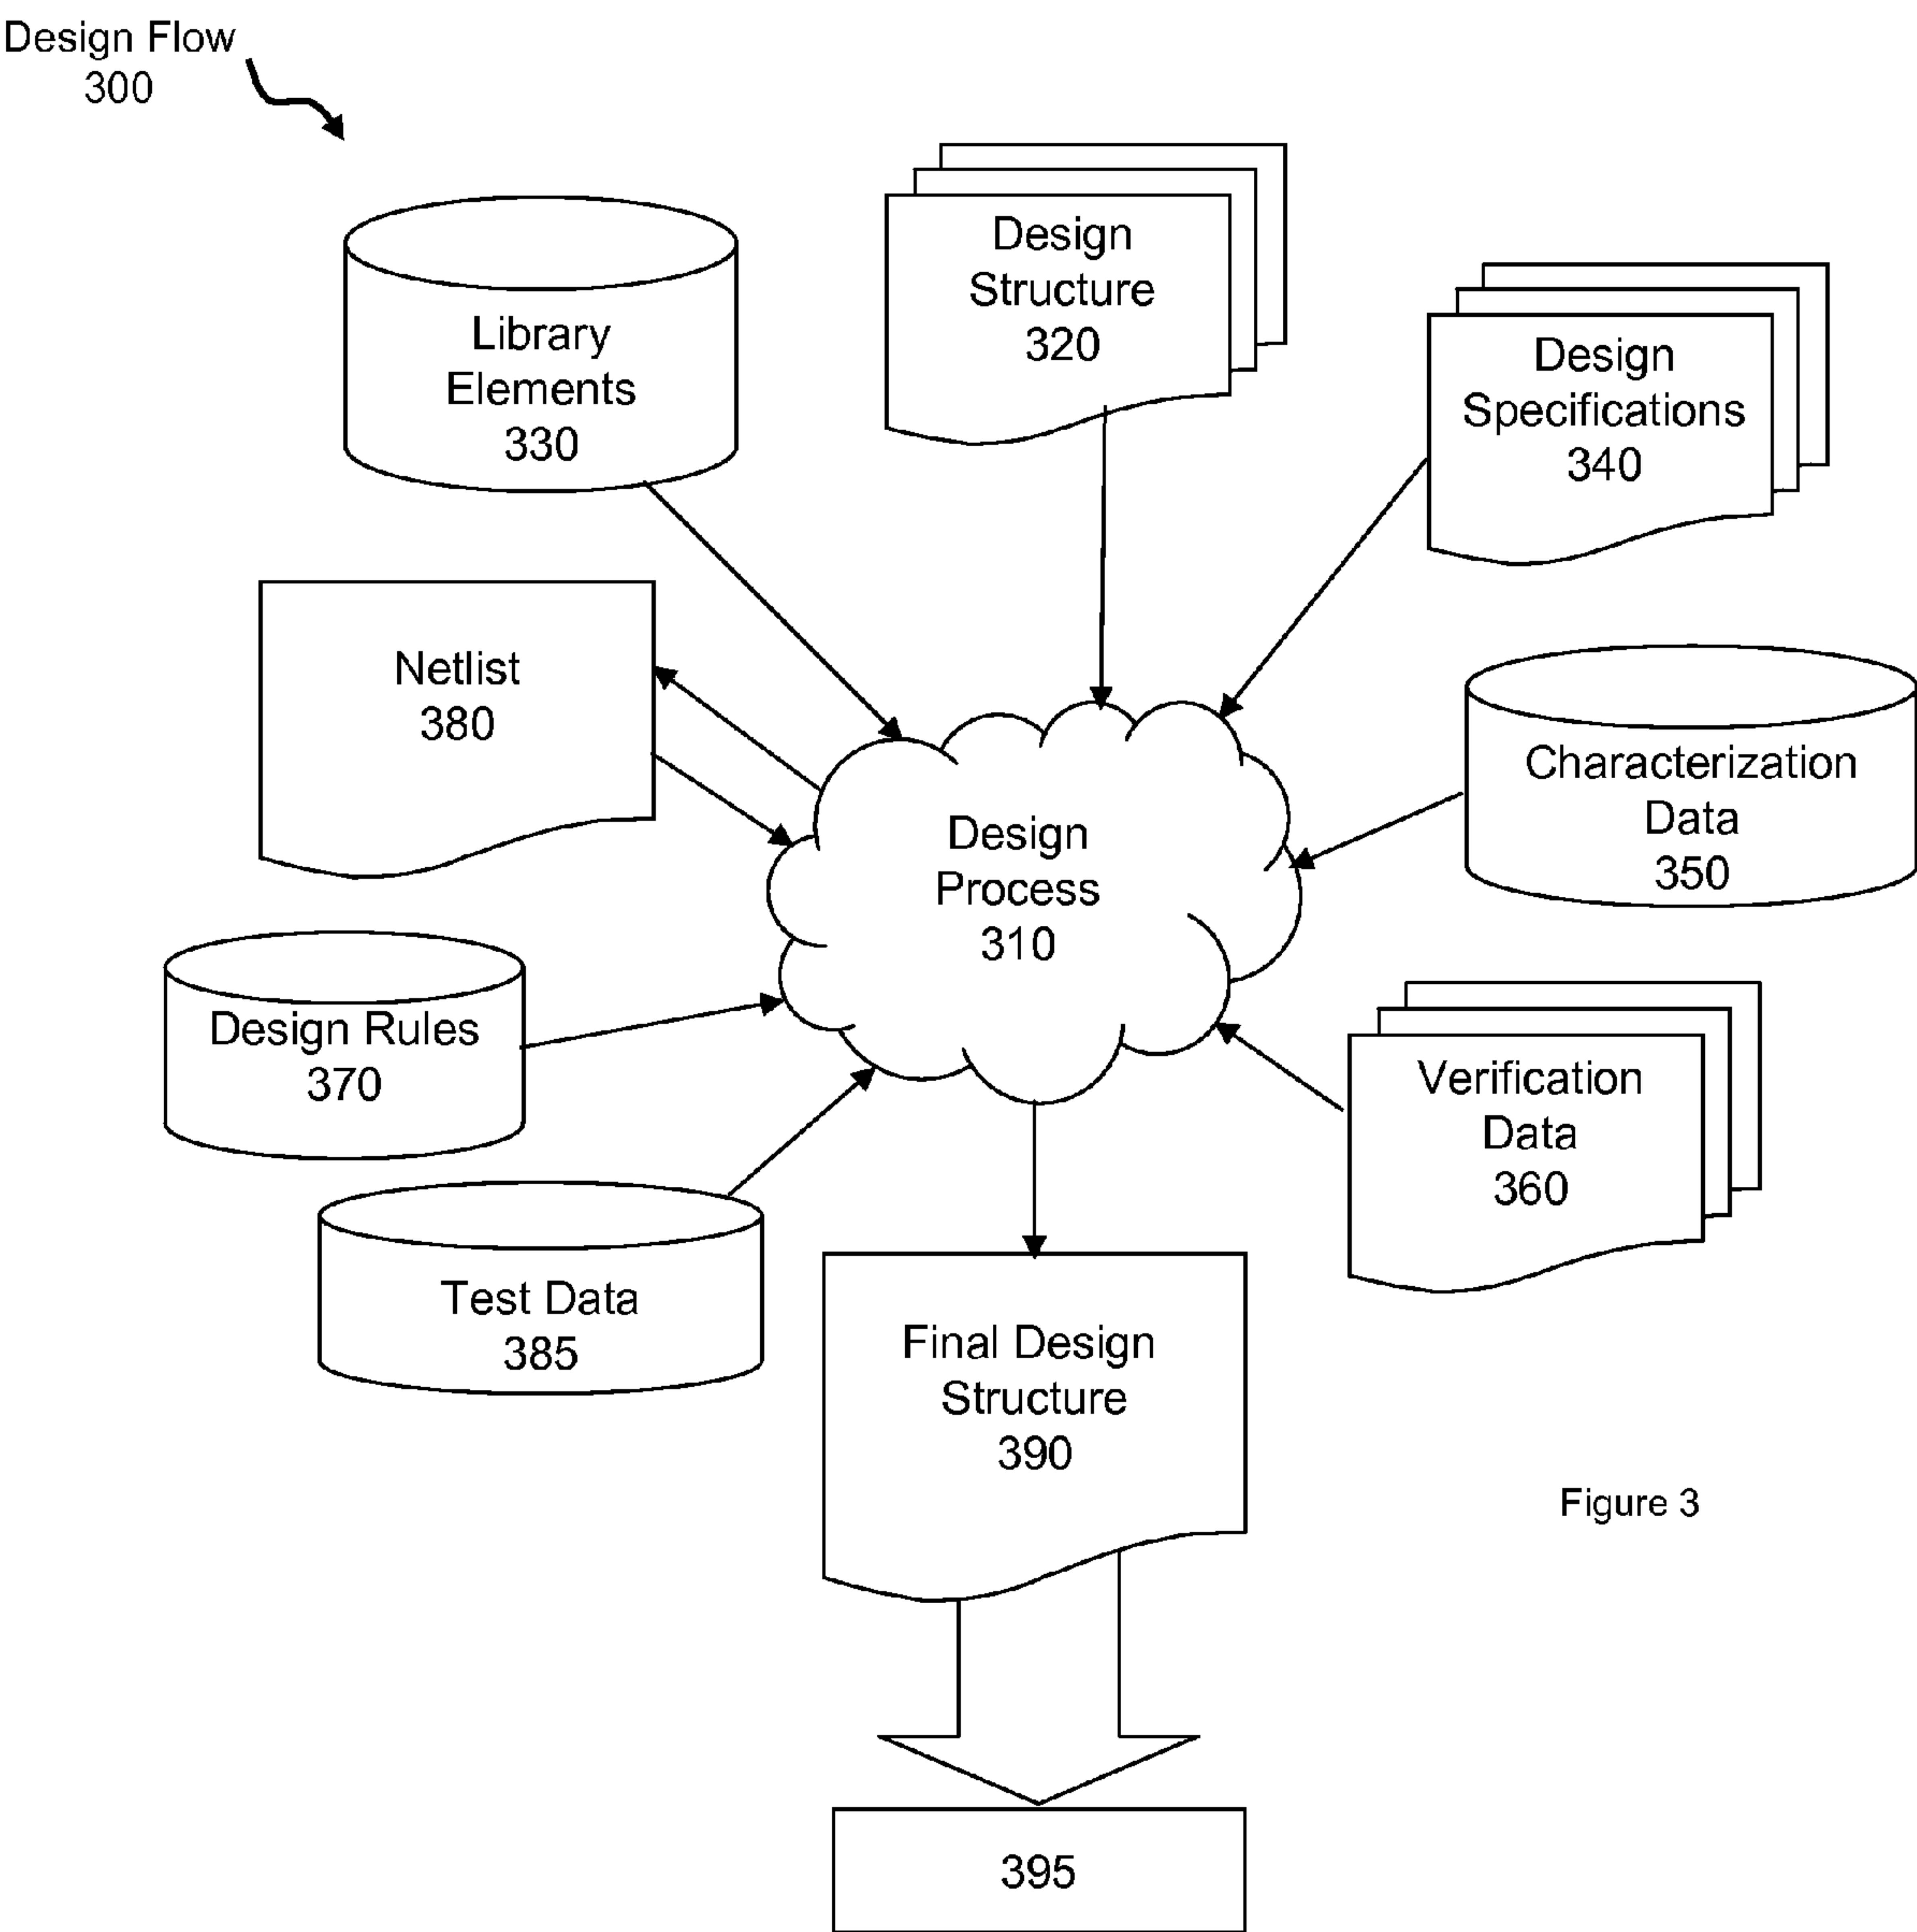 Design Flow
300
Design
Structure
320
Library
Elements
330
Design
Specifications
340
Netlist
380
Characterization
Data
350
Design
Process
310
Design Rules
370
Verification
Data
360
Test Data
385
Final Design
Structure
390
Figure 3
395